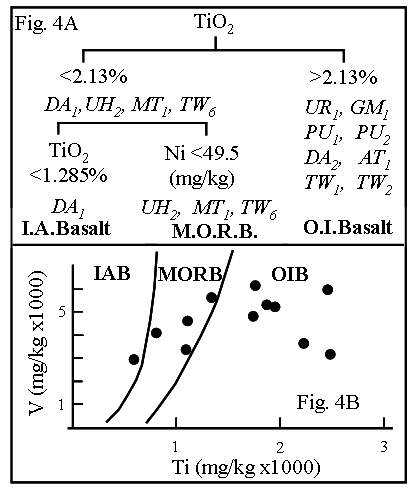 Fig. 4A
TiO₂
<2.13% >2.13%
DA₁, UH₂, MT₁, TW₆
UR₁, GM₁
PU₁, PU₂
DA₂, AT₁
TW₁, TW₂
TiO₂
<1.285%
Ni <49.5
(mg/kg)
DA₁ UH₂, MT₁, TW₆
I.A.Basalt M.O.R.B. O.I.Basalt
IAB MORB OIB
V (mg/kg x1000)
5
1
Fig. 4B
1 2 3
Ti (mg/kg x1000)